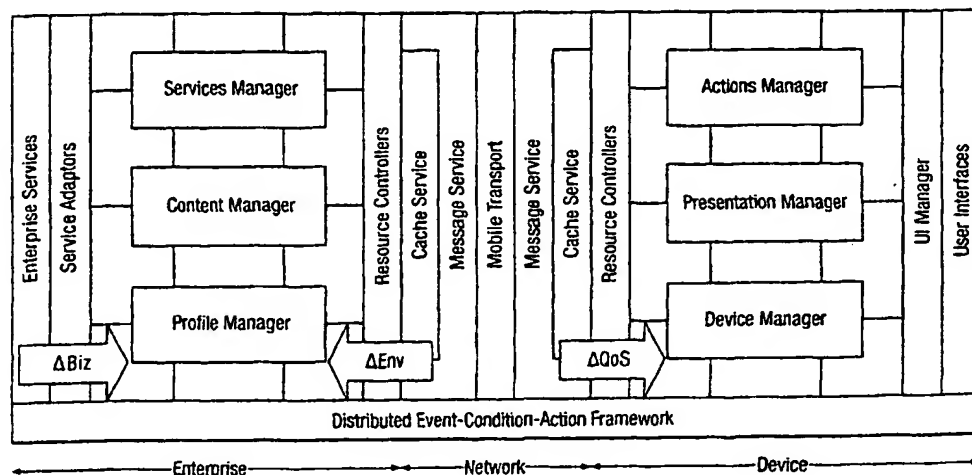 Enterprise Services
Service Adaptors
Services Manager
Content Manager
Profile Manager
ΔBiz
ΔEnv
Resource Controllers
Cache Service
Message Service
Mobile Transport
Message Service
Cache Service
Resource Controllers
ΔQoS
Actions Manager
Presentation Manager
Device Manager
UI Manager
User Interfaces
Distributed Event-Condition-Action Framework
Enterprise
Network
Device